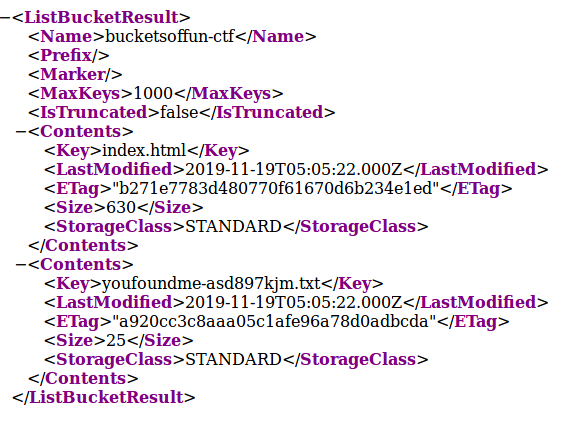 −<ListBucketResult>
<Name>bucketsoffun-ctf</Name>
<Prefix/>
<Marker/>
<MaxKeys>1000</MaxKeys>
<IsTruncated>false</IsTruncated>
−<Contents>
<Key>index.html</Key>
<LastModified>2019-11-19T05:05:22.000Z</LastModified>
<ETag>"b271e7783d480770f61670d6b234e1ed"</ETag>
<Size>630</Size>
<StorageClass>STANDARD</StorageClass>
</Contents>
−<Contents>
<Key>youfoundme-asd897kjm.txt</Key>
<LastModified>2019-11-19T05:05:22.000Z</LastModified>
<ETag>"a920cc3c8aaa05c1afe96a78d0adbcda"</ETag>
<Size>25</Size>
<StorageClass>STANDARD</StorageClass>
</Contents>
</ListBucketResult>